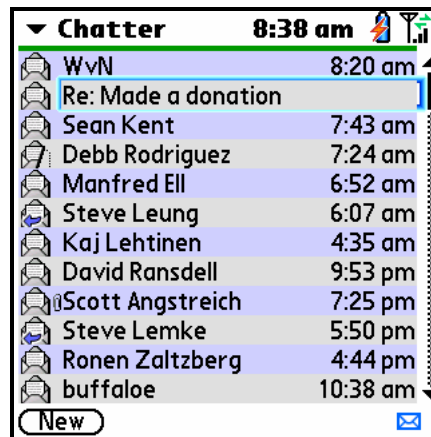 Chatter 8:38 am
WvN 8:20 am
Re: Made a donation
Sean Kent 7:43 am
Debb Rodriguez 7:24 am
Manfred Ell 6:52 am
Steve Leung 6:07 am
Kaj Lehtinen 4:35 am
David Ransdell 9:53 pm
Scott Angstreich 7:25 pm
Steve Lemke 5:50 pm
Ronen Zaltzberg 4:44 pm
buffaloe 10:38 am
New